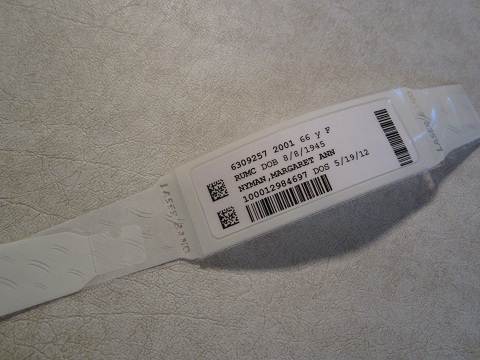 6309257 2001 66 y F
RUMC DOB 8/8/1945
NYMAN,MARGARET ANN
100012984697 DOS 5/19/12